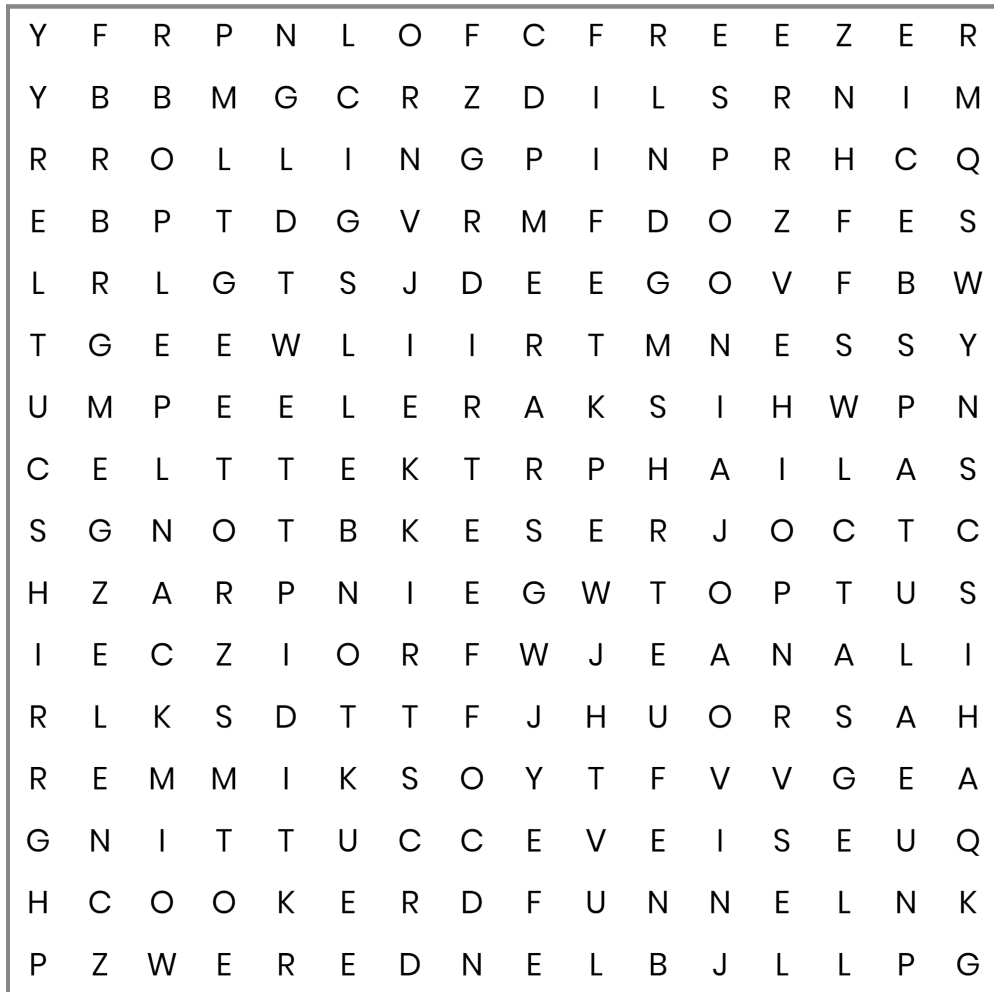 Y F R P N L O F C F R E E Z E R
Y B B M G C R Z D I L S R N I M
R R O L L I N G P I N P R H C Q
E B P T D G V R M F D O Z F E S
L R L G T S J D E E G O V F B W
T G E E W L I I R T M N E S S Y
U M P E E L E R A K S I H W P N
C E L T T E K T R P H A I L A S
S G N O T B K E S E R J O C T C
H Z A R P N I E G W T O P T U S
I E C Z I O R F W J E A N A L I
R L K S D T T F J H U O R S A H
R E M M I K S O Y T F V V G E A
G N I T T U C C E V E I S E U Q
H C O O K E R D F U N N E L N K
P Z W E R E D N E L B J L L P G